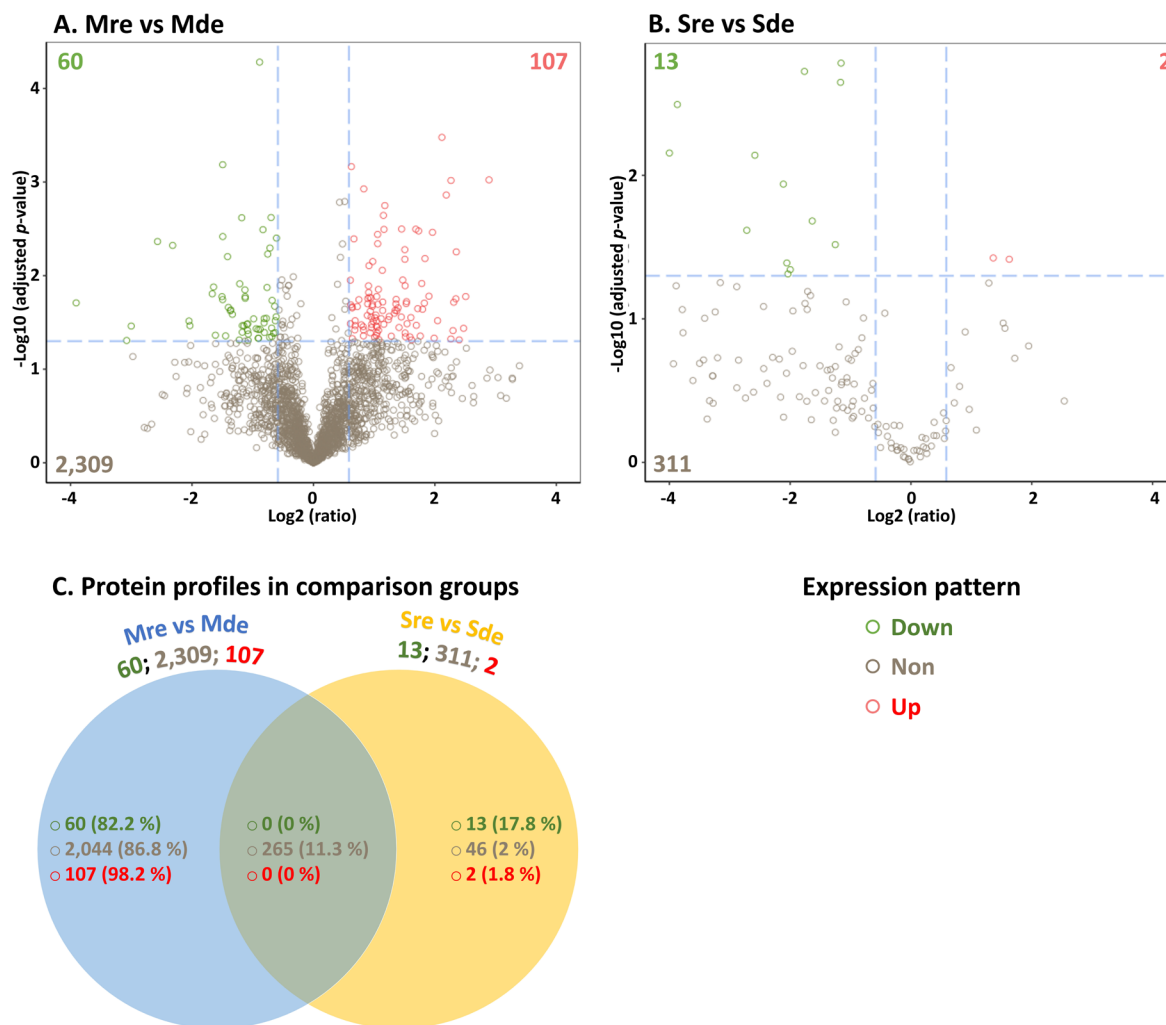 A. Mre vs Mde
60
107
4
3
2
1
0
-Log10 (adjusted p-value)
2,309
-4
-2
0
2
4
Log2 (ratio)
B. Sre vs Sde
13
2
2
1
0
-Log10 (adjusted p-value)
311
-4
-2
0
2
4
Log2 (ratio)
C. Protein profiles in comparison groups
Mre vs Mde
60; 2,309; 107
Sre vs Sde
13; 311; 2
60 (82.2 %)
2,044 (86.8 %)
107 (98.2 %)
0 (0 %)
265 (11.3 %)
0 (0 %)
13 (17.8 %)
46 (2 %)
2 (1.8 %)
Expression pattern
Down
Non
Up